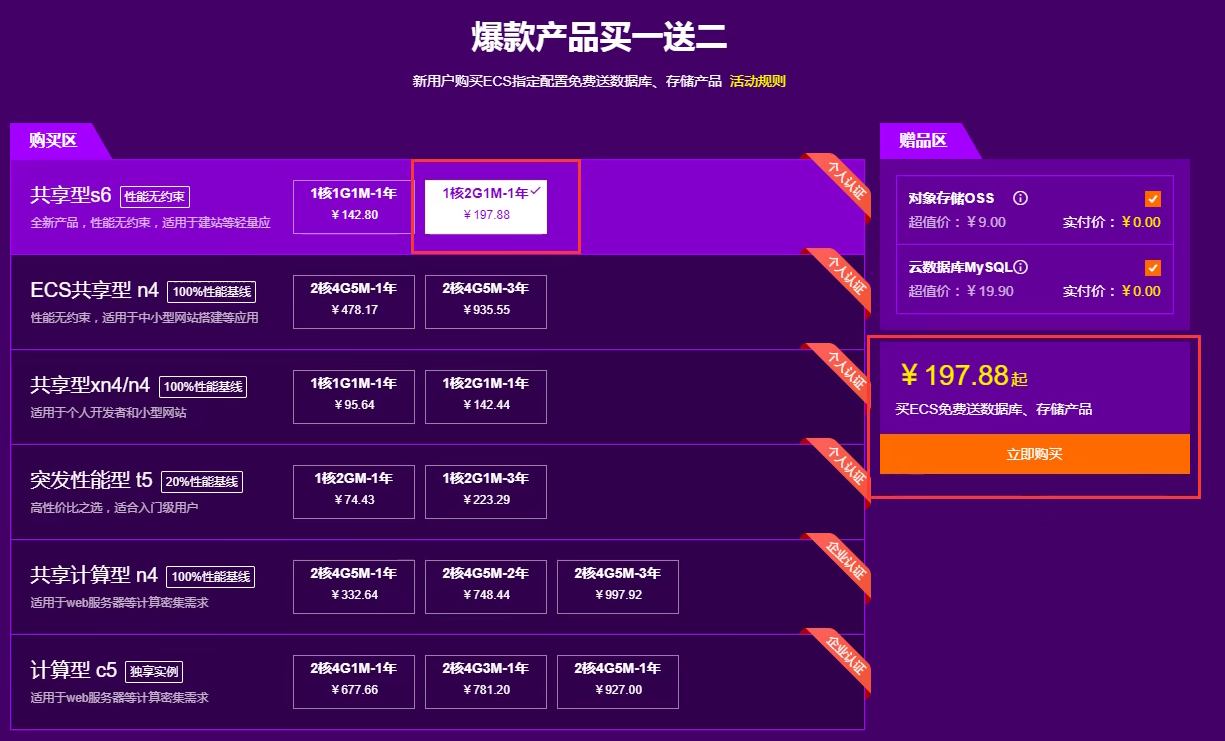 爆款产品买一送二
新用户购买ECS指定配置免费送数据库、存储产品 活动规则
购买区
共享型s6 性能无约束
全新产品，性能无约束，适用于建站等轻量应
1核1G1M-1年
￥142.80
1核2G1M-1年
￥197.88
个人认证
ECS共享型 n4 100%性能基线
性能无约束，适用于中小型网站搭建等应用
2核4G5M-1年
￥478.17
2核4G5M-3年
￥935.55
个人认证
共享型xn4/n4 100%性能基线
适用于个人开发者和小型网站
1核1G1M-1年
￥95.64
1核2G1M-1年
￥142.44
个人认证
突发性能型 t5 20%性能基线
高性价比之选，适合入门级用户
1核2GM-1年
￥74.43
1核2G1M-3年
￥223.29
个人认证
共享计算型 n4 100%性能基线
适用于web服务器等计算密集需求
2核4G5M-1年
￥332.64
2核4G5M-2年
￥748.44
2核4G5M-3年
￥997.92
企业认证
计算型 c5 独享实例
适用于web服务器等计算密集需求
2核4G1M-1年
￥677.66
2核4G3M-1年
￥781.20
2核4G5M-1年
￥927.00
企业认证
赠品区
对象存储OSS
超值价：￥9.00 实付价：￥0.00
云数据库MySQL
超值价：￥19.90 实付价：￥0.00
￥197.88起
买ECS免费送数据库、存储产品
立即购买